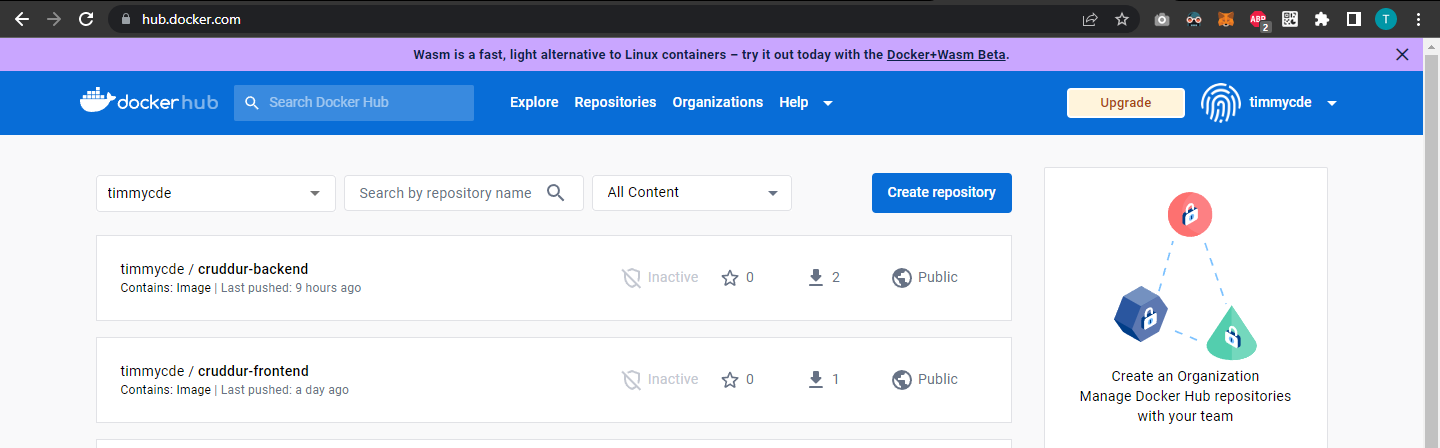 hub.docker.com
ABP
2
T
Wasm is a fast, light alternative to Linux containers – try it out today with the Docker+Wasm Beta.
dockerhub
Search Docker Hub
Explore
Repositories
Organizations
Help
Upgrade
timmycde
timmycde
Search by repository name
All Content
Create repository
timmycde / cruddur-backend
Contains: Image | Last pushed: 9 hours ago
Inactive
0
2
Public
timmycde / cruddur-frontend
Contains: Image | Last pushed: a day ago
Inactive
0
1
Public
Create an Organization
Manage Docker Hub repositories
with your team